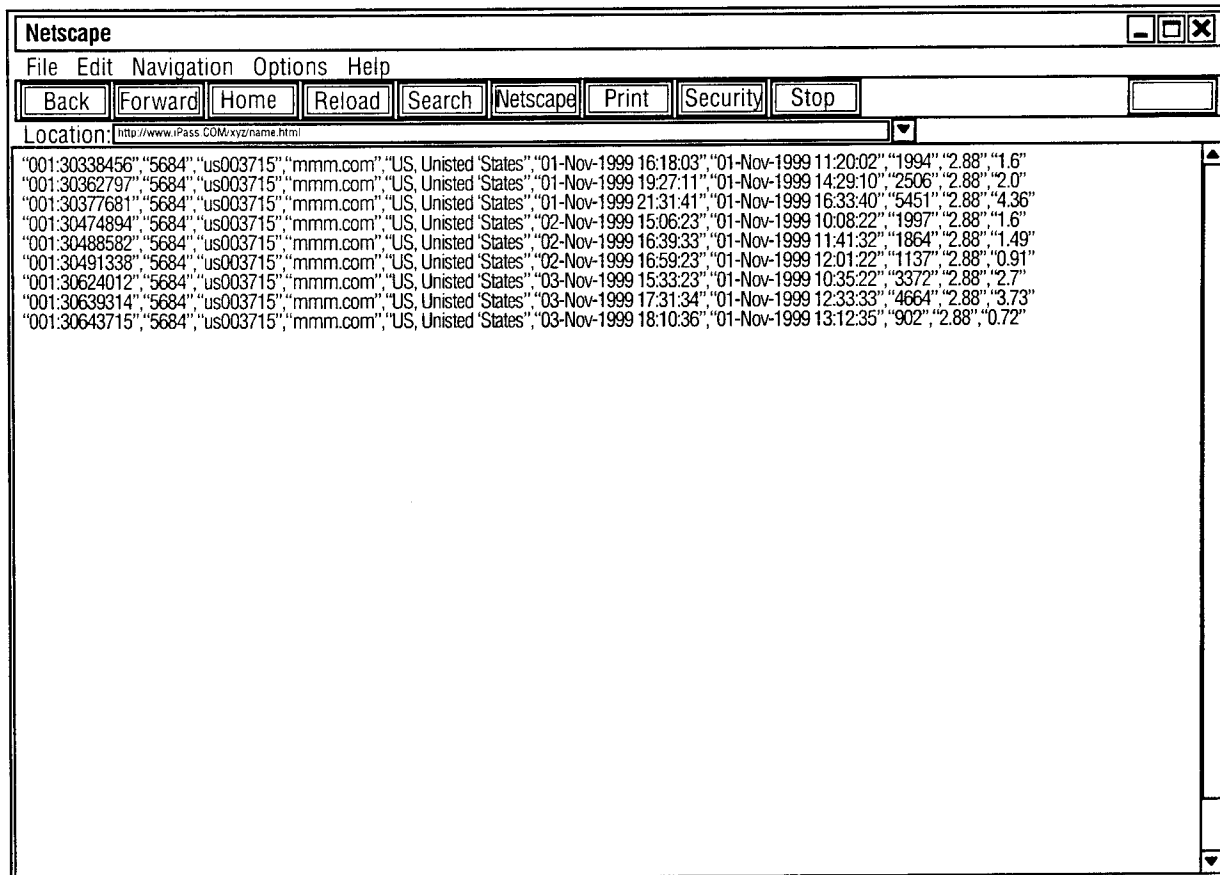 Netscape
File Edit Navigation Options Help
Back Forward Home Reload Search Netscape Print Security Stop
Location: http://www.iPass.COM/xyz/name.html
“001:30338456”,“5684”,“us003715”,“mmm.com”,“US, Unisted ‘States”,“01-Nov-1999 16:18:03”,“01-Nov-1999 11:20:02”,“1994”,“2.88”,“1.6”
“001:30362797”,“5684”,“us003715”,“mmm.com”,“US, Unisted ‘States”,“01-Nov-1999 19:27:11”,“01-Nov-1999 14:29:10”,“2506”,“2.88”,“2.0”
“001:30377681”,“5684”,“us003715”,“mmm.com”,“US, Unisted ‘States”,“01-Nov-1999 21:31:41”,“01-Nov-1999 16:33:40”,“5451”,“2.88”,“4.36”
“001:30474894”,“5684”,“us003715”,“mmm.com”,“US, Unisted ‘States”,“02-Nov-1999 15:06:23”,“01-Nov-1999 10:08:22”,“1997”,“2.88”,“1.6”
“001:30488582”,“5684”,“us003715”,“mmm.com”,“US, Unisted ‘States”,“02-Nov-1999 16:39:33”,“01-Nov-1999 11:41:32”,“1864”,“2.88”,“1.49”
“001:30491338”,“5684”,“us003715”,“mmm.com”,“US, Unisted ‘States”,“02-Nov-1999 16:59:23”,“01-Nov-1999 12:01:22”,“1137”,“2.88”,“0.91”
“001:30624012”,“5684”,“us003715”,“mmm.com”,“US, Unisted ‘States”,“03-Nov-1999 15:33:23”,“01-Nov-1999 10:35:22”,“3372”,“2.88”,“2.7”
“001:30639314”,“5684”,“us003715”,“mmm.com”,“US, Unisted ‘States”,“03-Nov-1999 17:31:34”,“01-Nov-1999 12:33:33”,“4664”,“2.88”,“3.73”
“001:30643715”,“5684”,“us003715”,“mmm.com”,“US, Unisted ‘States”,“03-Nov-1999 18:10:36”,“01-Nov-1999 13:12:35”,“902”,“2.88”,“0.72”